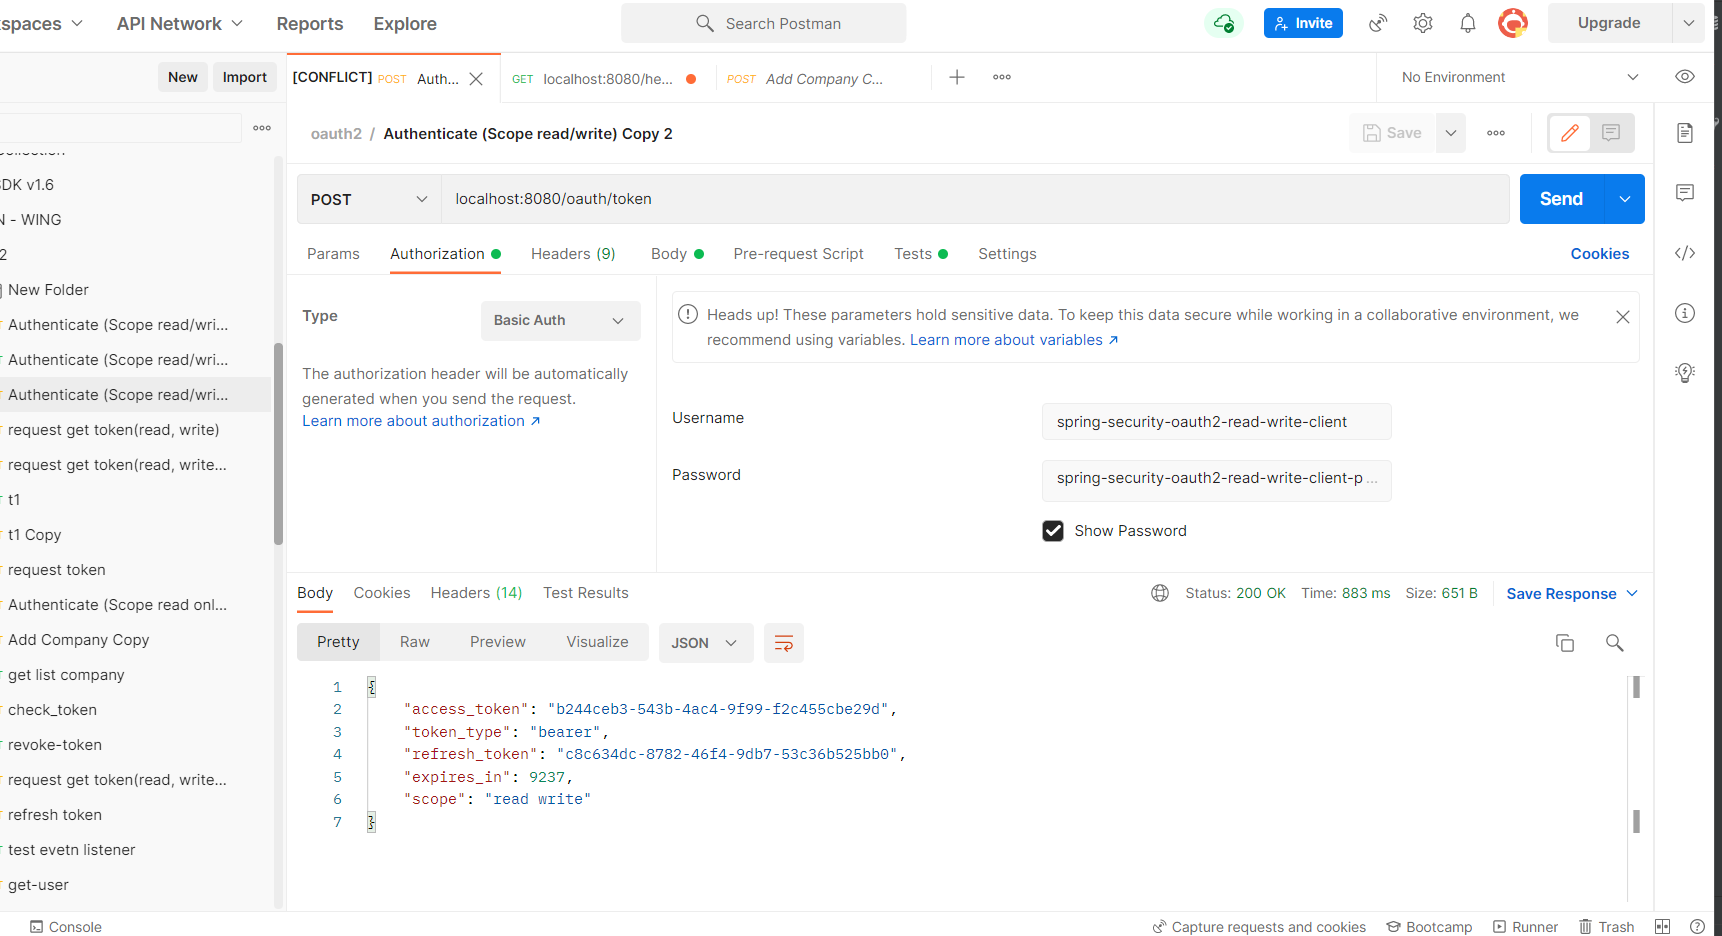 API Network
Reports
Explore
Search Postman
Invite
Upgrade
New
Import
[CONFLICT] POST Auth...
GET localhost:8080/he...
POST Add Company C...
No Environment
oauth2 / Authenticate (Scope read/write) Copy 2
Save
POST
localhost:8080/oauth/token
Send
Params
Authorization
Headers (9)
Body
Pre-request Script
Tests
Settings
Cookies
Type
Basic Auth
The authorization header will be automatically
generated when you send the request.
Learn more about authorization ↗
Heads up! These parameters hold sensitive data. To keep this data secure while working in a collaborative environment, we
recommend using variables. Learn more about variables ↗
Username
spring-security-oauth2-read-write-client
Password
spring-security-oauth2-read-write-client-p ...
Show Password
v1.6
- WING
2
New Folder
Authenticate (Scope read/wri...
Authenticate (Scope read/wri...
Authenticate (Scope read/wri...
request get token(read, write)
request get token(read, write...
t1
t1 Copy
request token
Authenticate (Scope read onl...
Add Company Copy
get list company
check_token
revoke-token
request get token(read, write...
refresh token
test evetn listener
get-user
Body
Cookies
Headers (14)
Test Results
Status: 200 OK
Time: 883 ms
Size: 651 B
Save Response
Pretty
Raw
Preview
Visualize
JSON
1 {
2 "access_token": "b244ceb3-543b-4ac4-9f99-f2c455cbe29d",
3 "token_type": "bearer",
4 "refresh_token": "c8c634dc-8782-46f4-9db7-53c36b525bb0",
5 "expires_in": 9237,
6 "scope": "read write"
7 }
Console
Capture requests and cookies
Bootcamp
Runner
Trash